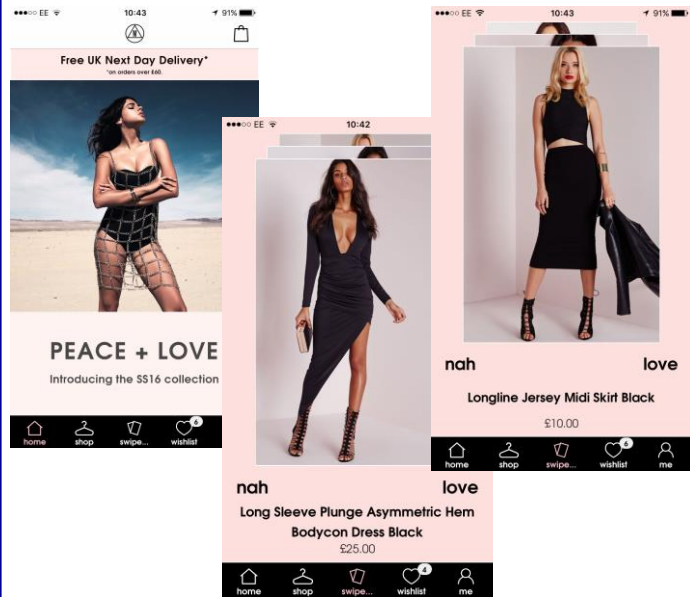 EE 10:43 91%
Free UK Next Day Delivery*
*on orders over £60.
PEACE + LOVE
Introducing the SS16 collection
6
home shop swipe... wishlist
EE 10:42
nah love
Long Sleeve Plunge Asymmetric Hem
Bodycon Dress Black
£25.00
4
home shop swipe... wishlist me
EE 10:43 91%
nah love
Longline Jersey Midi Skirt Black
£10.00
6
home shop swipe... wishlist me